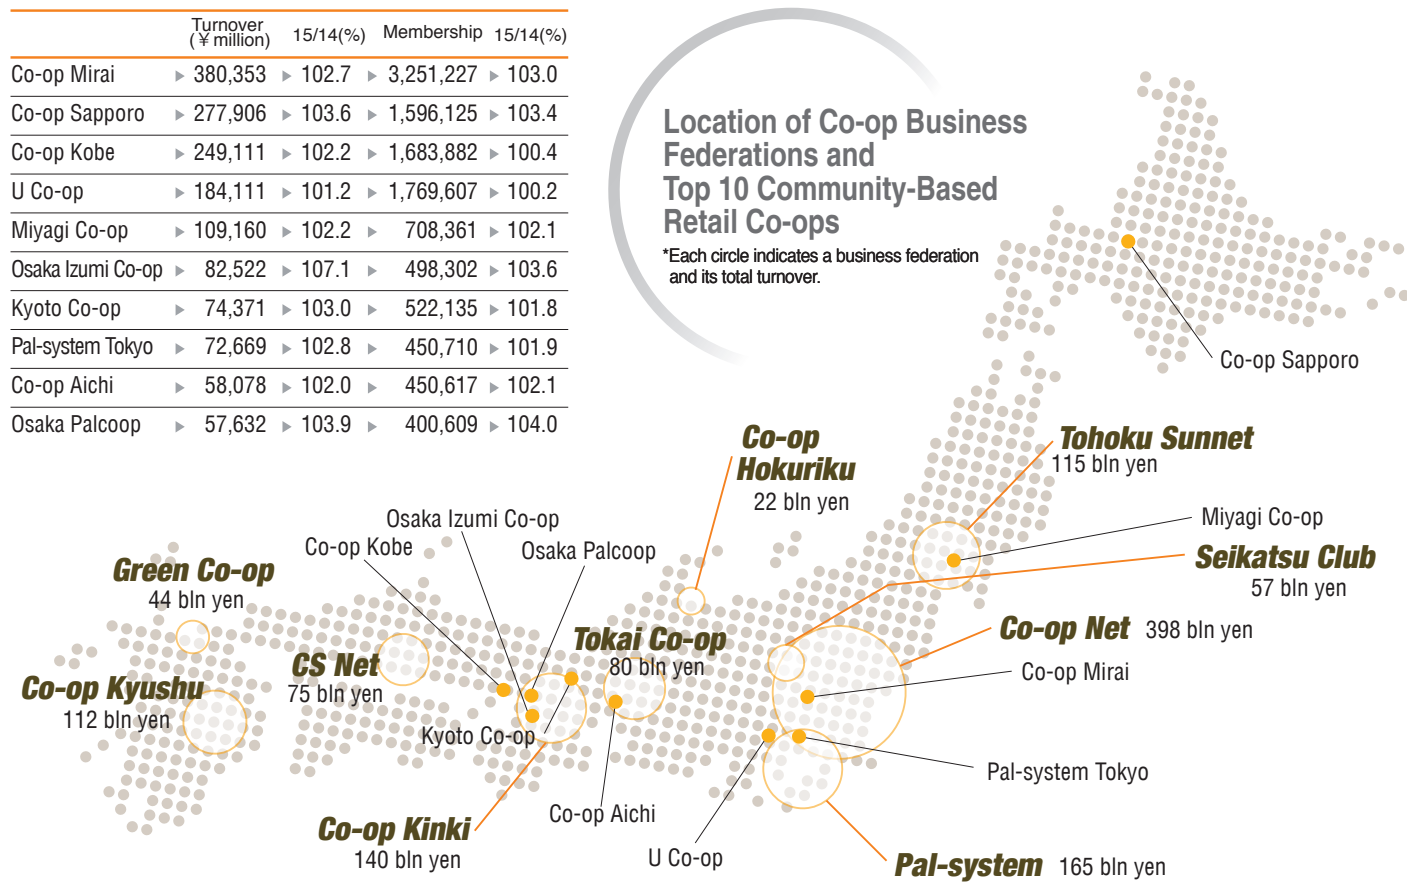 Turnover
(¥ million) 15/14(%) Membership 15/14(%)
Co-op Mirai 380,353 102.7 3,251,227 103.0
Co-op Sapporo 277,906 103.6 1,596,125 103.4
Co-op Kobe 249,111 102.2 1,683,882 100.4
U Co-op 184,111 101.2 1,769,607 100.2
Miyagi Co-op 109,160 102.2 708,361 102.1
Osaka Izumi Co-op 82,522 107.1 498,302 103.6
Kyoto Co-op 74,371 103.0 522,135 101.8
Pal-system Tokyo 72,669 102.8 450,710 101.9
Co-op Aichi 58,078 102.0 450,617 102.1
Osaka Palcoop 57,632 103.9 400,609 104.0
Location of Co-op Business
Federations and
Top 10 Community-Based
Retail Co-ops
*Each circle indicates a business federation
and its total turnover.
Co-op Sapporo
Co-op
Hokuriku
22 bln yen
Tohoku Sunnet
115 bln yen
Miyagi Co-op
Seikatsu Club
57 bln yen
Osaka Izumi Co-op
Co-op Kobe
Osaka Palcoop
Green Co-op
44 bln yen
Co-op Net 398 bln yen
Co-op Mirai
Tokai Co-op
80 bln yen
CS Net
75 bln yen
Co-op Kyushu
112 bln yen
Kyoto Co-op
Pal-system Tokyo
Co-op Aichi
Co-op Kinki
140 bln yen
U Co-op
Pal-system 165 bln yen